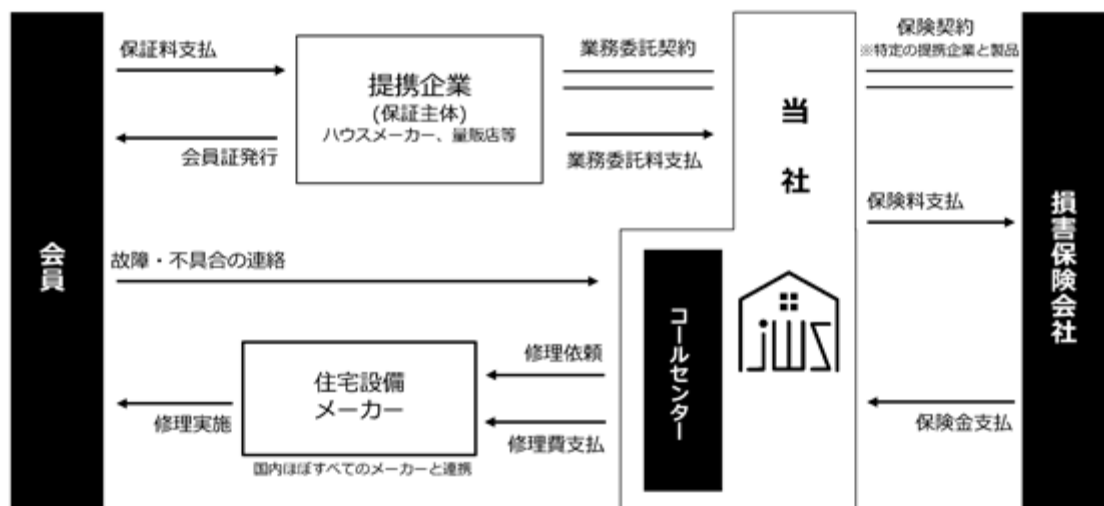 会員
保証料支払
会員証発行
提携企業
(保証主体)
ハウスメーカー、量販店等
業務委託契約
業務委託料支払
当社
保険契約
※特定の提携企業と製品
保険料支払
損害保険会社
故障・不具合の連絡
コールセンター
jws
修理依頼
修理費支払
住宅設備
メーカー
国内ほぼすべてのメーカーと連携
修理実施
保険金支払